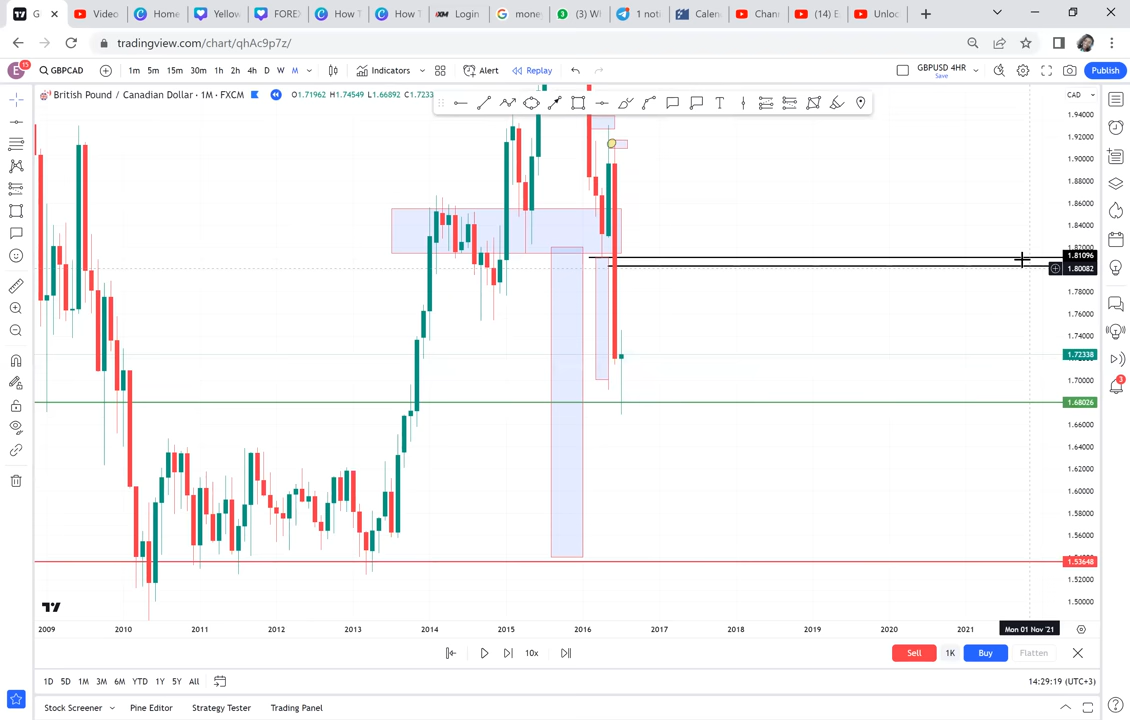 G
Video
Home
Yellow
FOREX
How T
How T
Login
mone
(3) W
1 noti
Calen
Chann
(14) E
Unloc
tradingview.com/chart/qhAc9p7z/
E 15 GBPCAD 1m 5m 15m 30m 1h 2h 4h D W M Indicators Alert Replay GBPUSD 4HR Save Publish
British Pound / Canadian Dollar · 1M · FXCM O1.71962 H1.74549 L1.66892 C1.7233
CAD
1.94000
1.92000
1.90000
1.88000
1.86000
1.84000
1.82000
1.81096
1.80082
1.78000
1.76000
1.74000
1.72338
1.70000
1.68026
1.66000
1.64000
1.62000
1.60000
1.58000
1.56000
1.53648
1.52000
1.50000
3
2009 2010 2011 2012 2013 2014 2015 2016 2017 2018 2019 2020 2021 Mon 01 Nov '21
10x Sell 1K Buy Flatten
1D 5D 1M 3M 6M YTD 1Y 5Y All 14:29:19 (UTC+3)
Stock Screener Pine Editor Strategy Tester Trading Panel